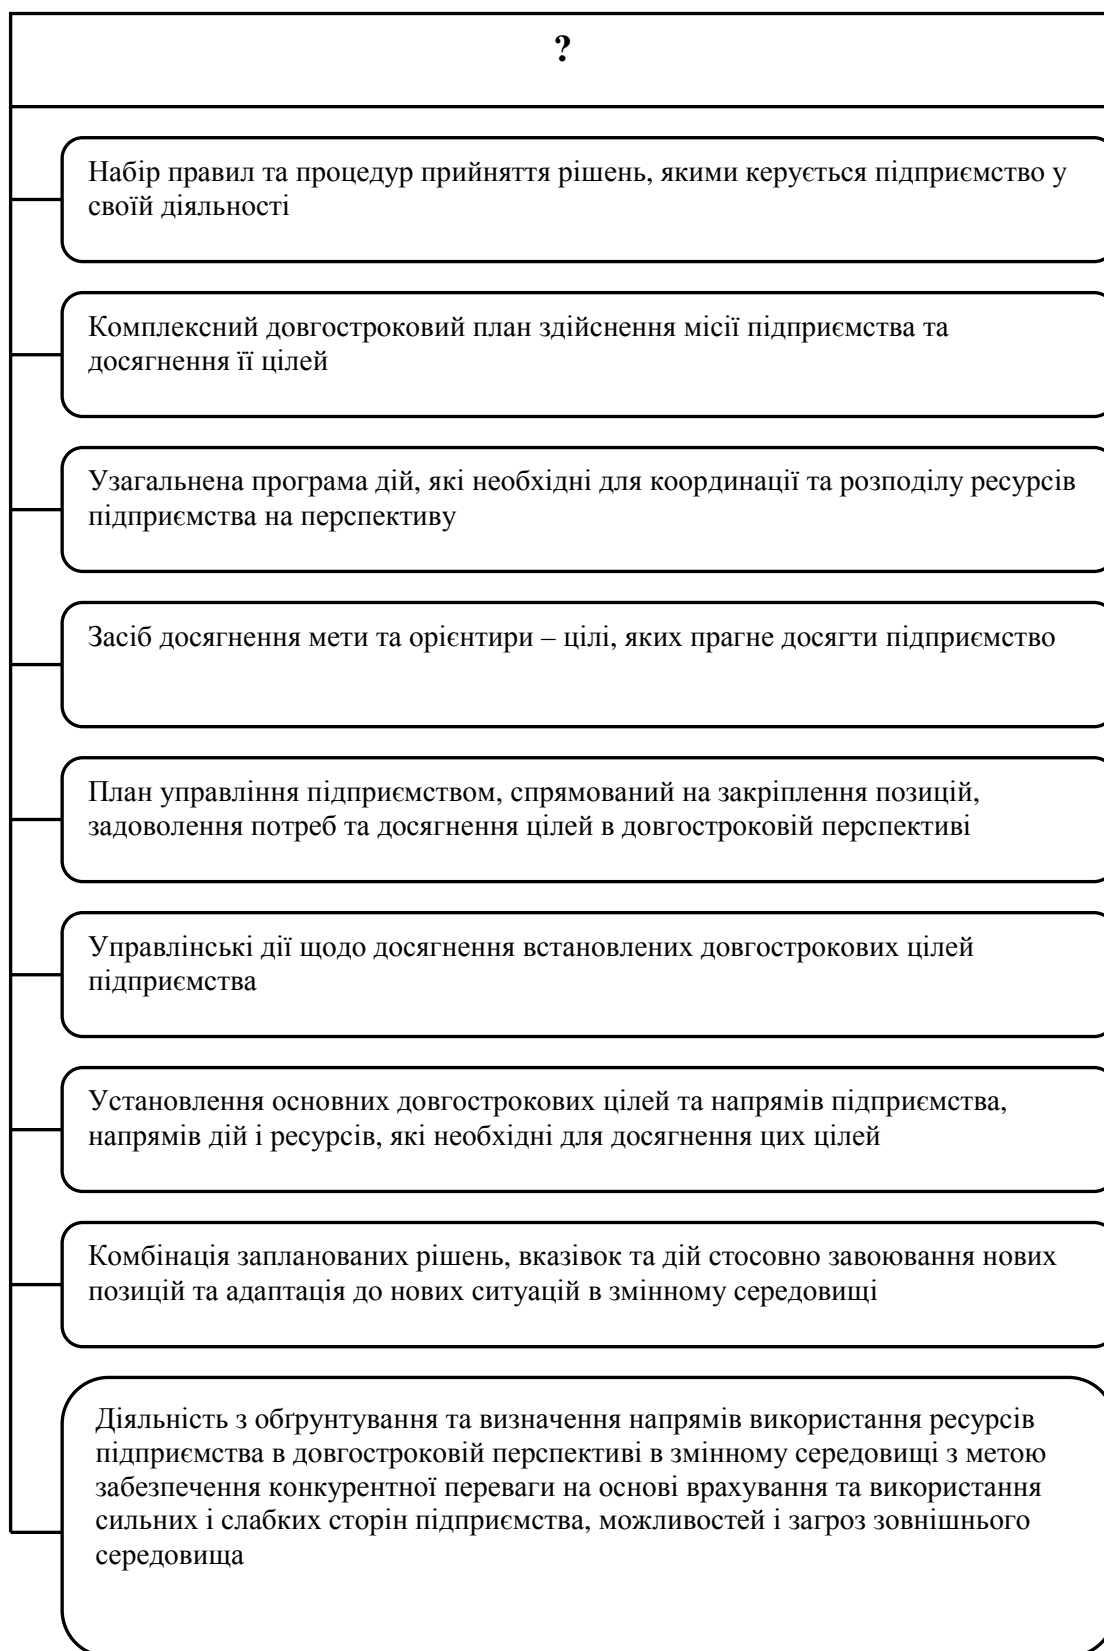 ?
Набір правил та процедур прийняття рішень, якими керується підприємство у
своїй діяльності
Комплексний довгостроковий план здійснення місії підприємства та
досягнення її цілей
Узагальнена програма дій, які необхідні для координації та розподілу ресурсів
підприємства на перспективу
Засіб досягнення мети та орієнтири – цілі, яких прагне досягти підприємство
План управління підприємством, спрямований на закріплення позицій,
задоволення потреб та досягнення цілей в довгостроковій перспективі
Управлінські дії щодо досягнення встановлених довгострокових цілей
підприємства
Установлення основних довгострокових цілей та напрямів підприємства,
напрямів дій і ресурсів, які необхідні для досягнення цих цілей
Комбінація запланованих рішень, вказівок та дій стосовно завоювання нових
позицій та адаптація до нових ситуацій в змінному середовищі
Діяльність з обґрунтування та визначення напрямів використання ресурсів
підприємства в довгостроковій перспективі в змінному середовищі з метою
забезпечення конкурентної переваги на основі врахування та використання
сильних і слабких сторін підприємства, можливостей і загроз зовнішнього
середовища